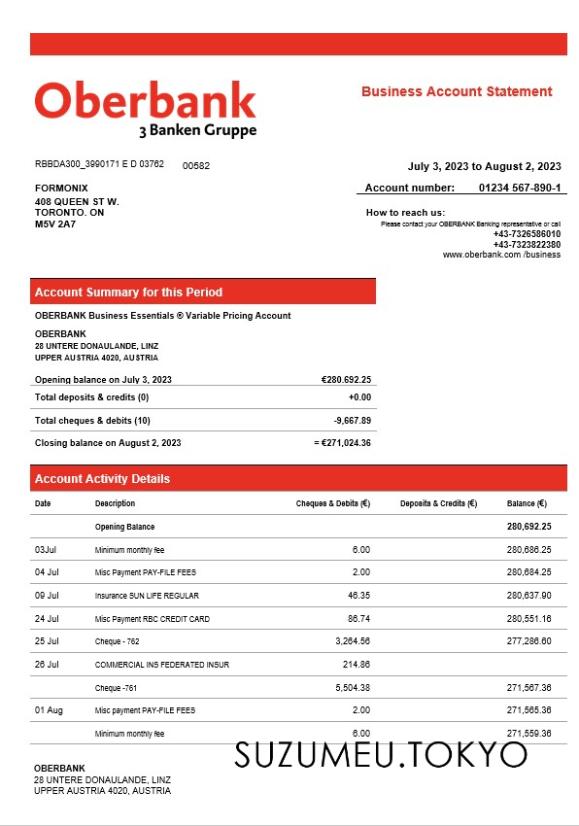 Oberbank
3 Banken Gruppe
Business Account Statement
RBBDA300_3990171 E D 03762 00582
July 3, 2023 to August 2, 2023
FORMONIX
408 QUEEN ST W.
TORONTO. ON
M5V 2A7
Account number: 01234 567-890-1
How to reach us:
Please contact your OBERBANK Banking representative or call
+43-7326586010
+43-7323822380
www.oberbank.com /business
Account Summary for this Period
OBERBANK Business Essentials ® Variable Pricing Account
OBERBANK
28 UNTERE DONAULANDE, LINZ
UPPER AUSTRIA 4020, AUSTRIA
Opening balance on July 3, 2023 €280.692.25
Total deposits & credits (0) +0.00
Total cheques & debits (10) -9,667.89
Closing balance on August 2, 2023 = €271,024.36
Account Activity Details
Date Description Cheques & Debits (€) Deposits & Credits (€) Balance (€)
Opening Balance 280,692.25
03Jul Minimum monthly fee 6.00 280,686.25
04 Jul Misc Payment PAY-FILE FEES 2.00 280,684.25
09 Jul Insurance SUN LIFE REGULAR 46.35 280,637.90
24 Jul Misc Payment RBC CREDIT CARD 86.74 280,551.16
25 Jul Cheque - 762 3,264.56 277,286.60
26 Jul COMMERCIAL INS FEDERATED INSUR 214.86
Cheque -761 5,504.38 271,567.36
01 Aug Misc payment PAY-FILE FEES 2.00 271,565.36
Minimum monthly fee 6.00 271,559.36
SUZUMEU.TOKYO
OBERBANK
28 UNTERE DONAULANDE, LINZ
UPPER AUSTRIA 4020, AUSTRIA